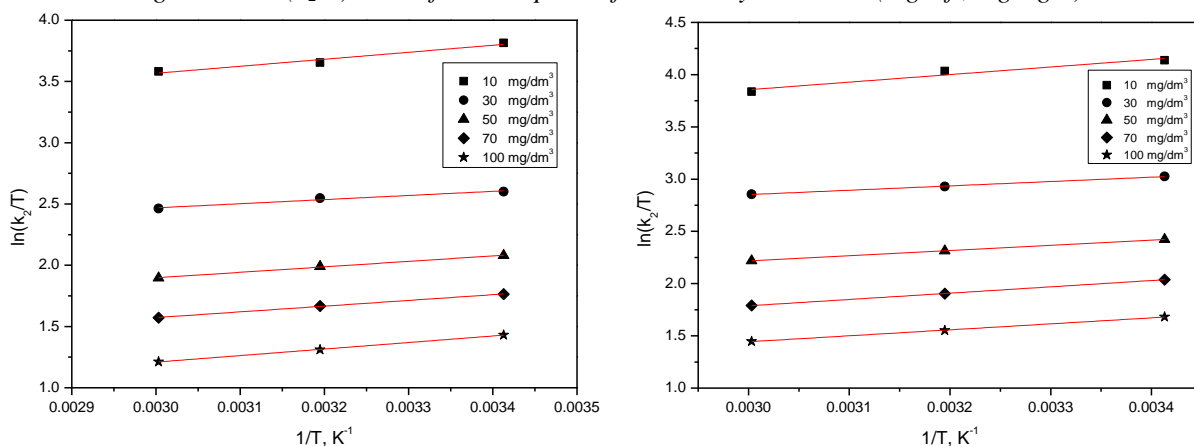 4.0
3.5
3.0
2.5
2.0
1.5
1.0
ln(k₂/T)
10 mg/dm³
30 mg/dm³
50 mg/dm³
70 mg/dm³
100 mg/dm³
0.0029 0.0030 0.0031 0.0032 0.0033 0.0034 0.0035
1/T, K⁻¹
4.5
4.0
3.5
3.0
2.5
2.0
1.5
1.0
ln(k₂/T)
10 mg/dm³
30 mg/dm³
50 mg/dm³
70 mg/dm³
100 mg/dm³
0.0030 0.0031 0.0032 0.0033 0.0034
1/T, K⁻¹